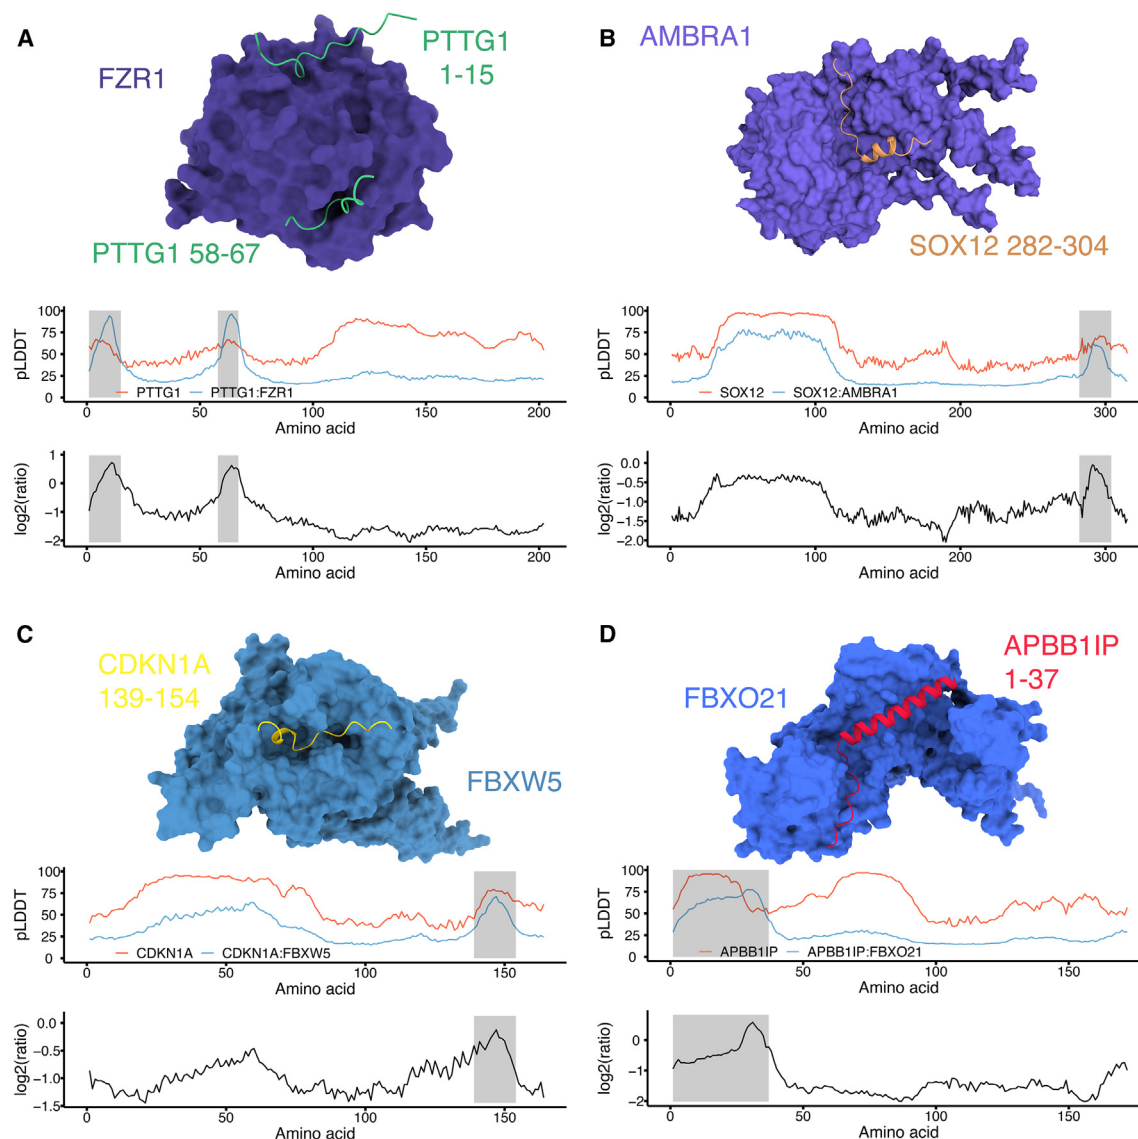 A
FZR1
PTTG1
1-15
PTTG1 58-67
100
75
50
25
0
pLDDT
PTTG1
PTTG1:FZR1
0
50
100
150
200
Amino acid
1
0
−1
−2
log2(ratio)
0
50
100
150
200
Amino acid
B
AMBRA1
SOX12 282-304
100
75
50
25
0
pLDDT
SOX12
SOX12:AMBRA1
0
100
200
300
Amino acid
0.0
−0.5
−1.0
−1.5
−2.0
log2(ratio)
0
100
200
300
Amino acid
C
CDKN1A
139-154
FBXW5
100
75
50
25
0
pLDDT
CDKN1A
CDKN1A:FBXW5
0
50
100
150
Amino acid
0.0
−0.5
−1.0
−1.5
log2(ratio)
0
50
100
150
Amino acid
D
FBXO21
APBB1IP
1-37
100
75
50
25
0
pLDDT
APBB1IP
APBB1IP:FBXO21
0
50
100
150
Amino acid
0
−1
−2
log2(ratio)
0
50
100
150
Amino acid